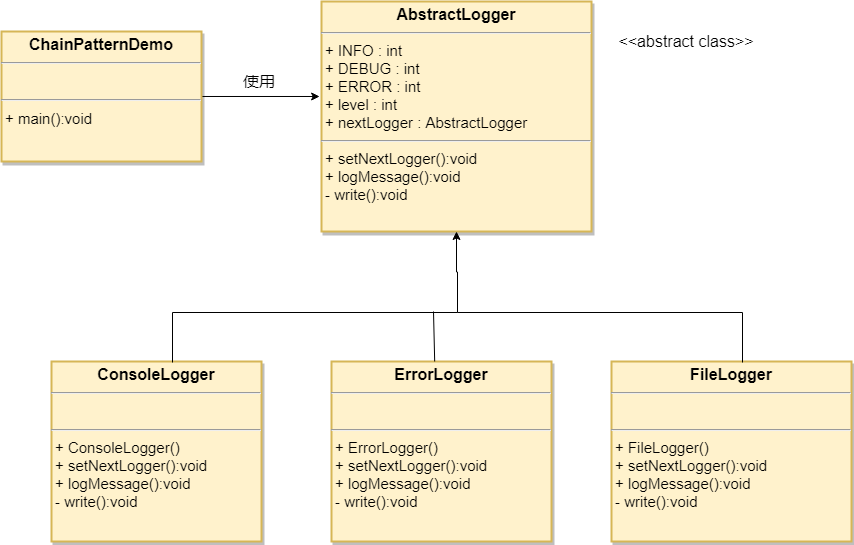 AbstractLogger
<<abstract class>>
+ INFO : int
+ DEBUG : int
+ ERROR : int
+ level : int
+ nextLogger : AbstractLogger
+ setNextLogger():void
+ logMessage():void
- write():void
ChainPatternDemo
+ main():void
使用
ConsoleLogger
+ ConsoleLogger()
+ setNextLogger():void
+ logMessage():void
- write():void
ErrorLogger
+ ErrorLogger()
+ setNextLogger():void
+ logMessage():void
- write():void
FileLogger
+ FileLogger()
+ setNextLogger():void
+ logMessage():void
- write():void